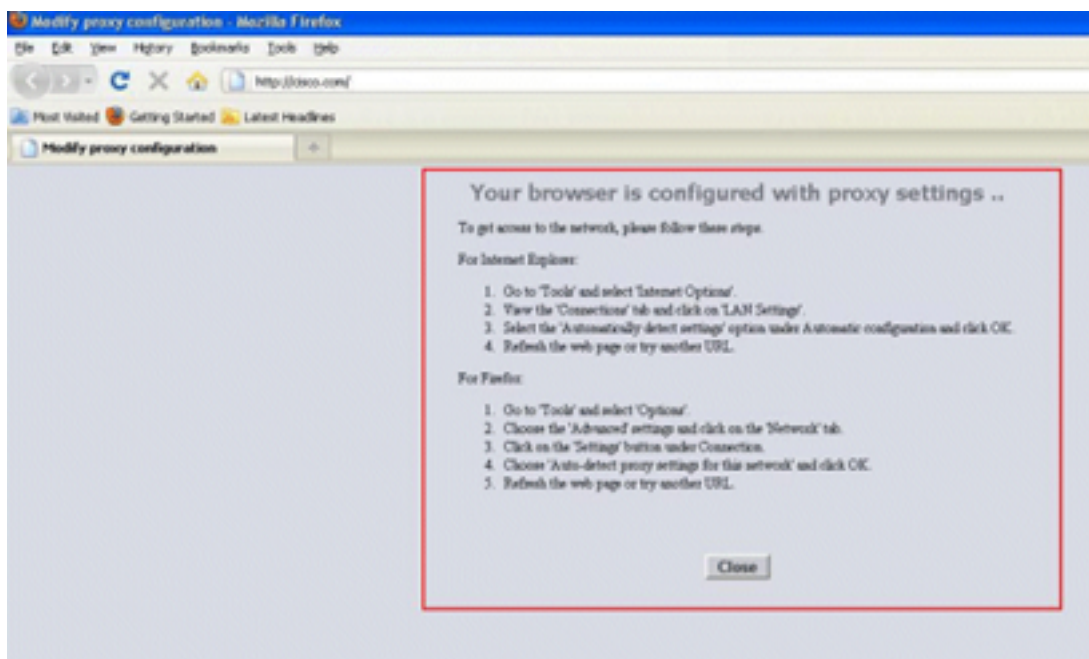 Modify proxy configuration - Mozilla Firefox
File Edit View History Bookmarks Tools Help
http://cisco.com/
Most Visited Getting Started Latest Headlines
Modify proxy configuration
Your browser is configured with proxy settings ..
To get access to the network, please follow these steps.
For Internet Explorer:
1. Go to 'Tools' and select 'Internet Options'.
2. View the 'Connections' tab and click on 'LAN Settings'.
3. Select the 'Automatically detect settings' option under Automatic configuration and click OK.
4. Refresh the web page or try another URL.
For Firefox:
1. Go to 'Tools' and select 'Options'.
2. Choose the 'Advanced' settings and click on the 'Network' tab.
3. Click on the 'Settings' button under Connection.
4. Choose 'Auto-detect proxy settings for this network' and click OK.
5. Refresh the web page or try another URL.
Close